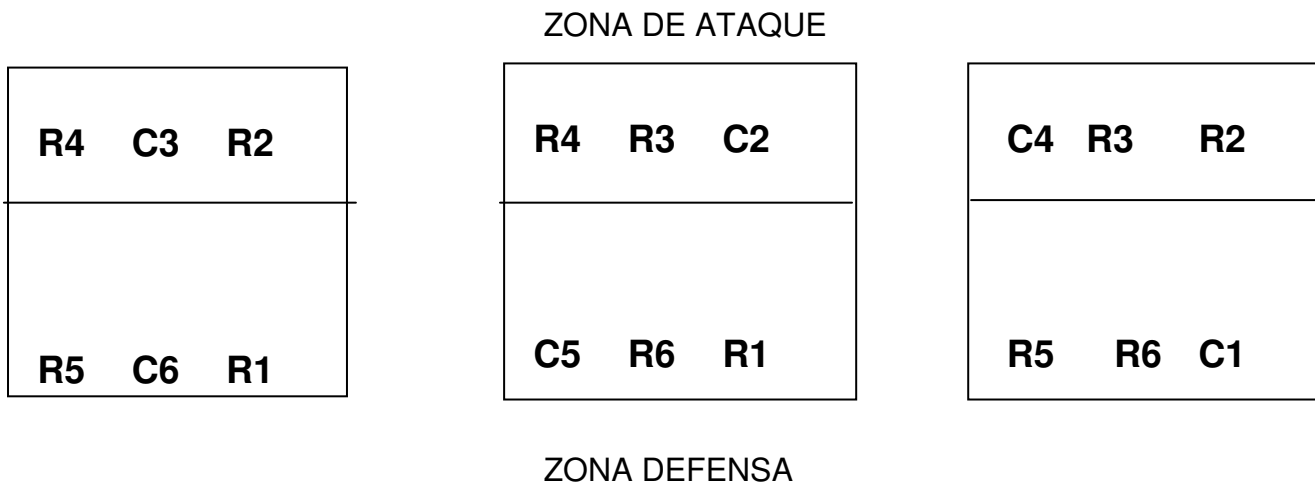 ZONA DE ATAQUE
R4 C3 R2
R5 C6 R1
R4 R3 C2
C5 R6 R1
C4 R3 R2
R5 R6 C1
ZONA DEFENSA